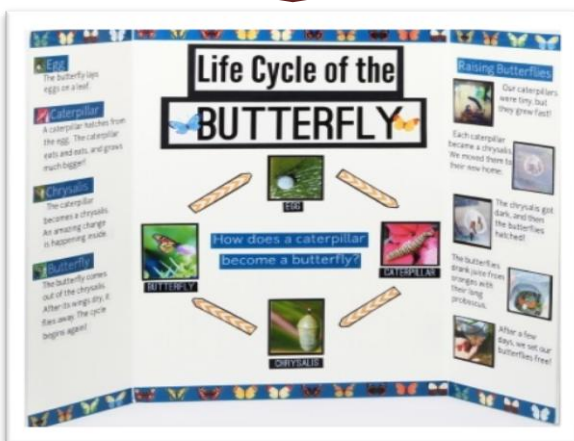 Egg
The butterfly lays
eggs on a leaf.
Caterpillar
A caterpillar hatches from
the egg. The caterpillar
eats and eats, and grows
much bigger!
Chrysalis
The caterpillar
becomes a chrysalis.
An amazing change
is happening inside.
Butterfly
The butterfly comes
out of the chrysalis.
After its wings dry, it
flies away. The cycle
begins again!
Life Cycle of the
BUTTERFLY
EGG
How does a caterpillar
become a butterfly?
BUTTERFLY
CATERPILLAR
CHRYSALIS
Raising Butterflies
Our caterpillars
were tiny, but
they grew fast!
Each caterpillar
became a chrysalis.
We moved them to
their new home.
The chrysalis got
dark, and then
the butterflies
hatched!
The butterflies
drank juice from
oranges with
their long
proboscus.
After a few
days, we set our
butterflies free!